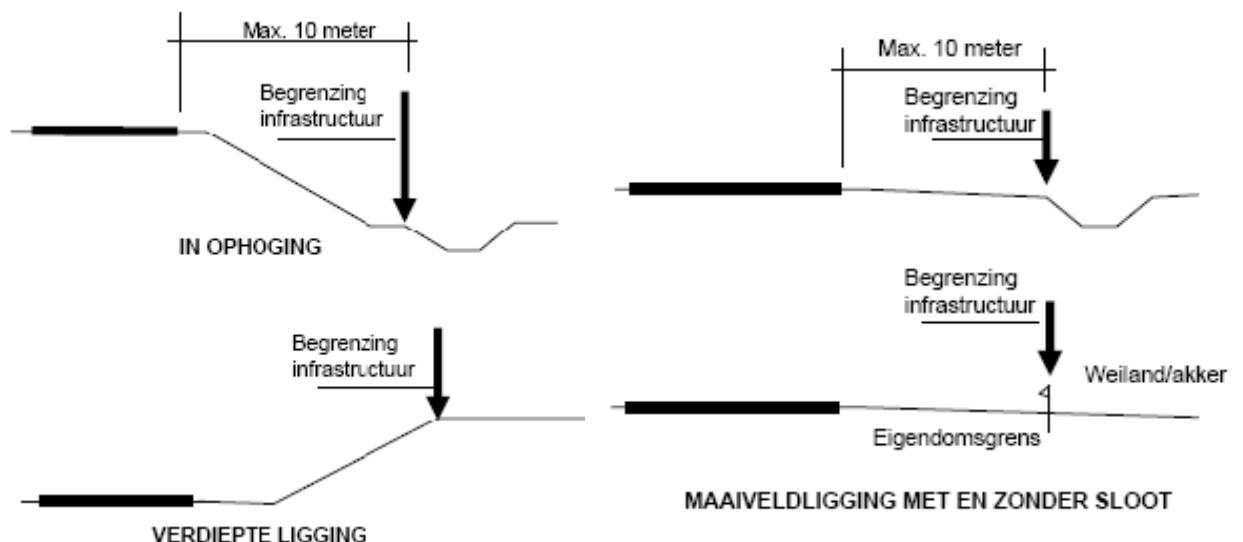 Max. 10 meter
Begrenzing
infrastructuur
IN OPHOGING
Begrenzing
infrastructuur
VERDIEPTE LIGGING
Max. 10 meter
Begrenzing
infrastructuur
Begrenzing
infrastructuur
Weiland/akker
Eigendomsgrens
MAAIVELDLIGGING MET EN ZONDER SLOOT